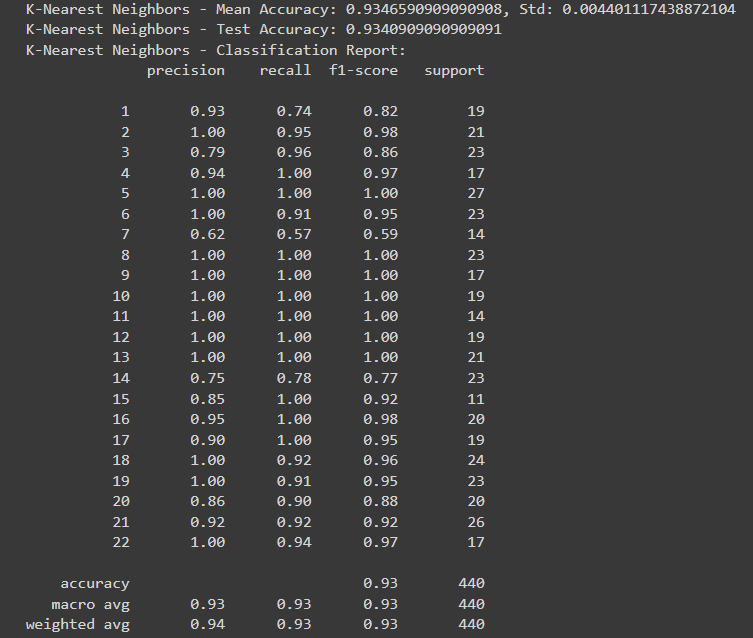 K-Nearest Neighbors - Mean Accuracy: 0.9346590909090908, Std: 0.004401117438872104
K-Nearest Neighbors - Test Accuracy: 0.9340909090909091
K-Nearest Neighbors - Classification Report:
precision recall f1-score support
1 0.93 0.74 0.82 19
2 1.00 0.95 0.98 21
3 0.79 0.96 0.86 23
4 0.94 1.00 0.97 17
5 1.00 1.00 1.00 27
6 1.00 0.91 0.95 23
7 0.62 0.57 0.59 14
8 1.00 1.00 1.00 23
9 1.00 1.00 1.00 17
10 1.00 1.00 1.00 19
11 1.00 1.00 1.00 14
12 1.00 1.00 1.00 19
13 1.00 1.00 1.00 21
14 0.75 0.78 0.77 23
15 0.85 1.00 0.92 11
16 0.95 1.00 0.98 20
17 0.90 1.00 0.95 19
18 1.00 0.92 0.96 24
19 1.00 0.91 0.95 23
20 0.86 0.90 0.88 20
21 0.92 0.92 0.92 26
22 1.00 0.94 0.97 17
accuracy 0.93 440
macro avg 0.93 0.93 0.93 440
weighted avg 0.94 0.93 0.93 440